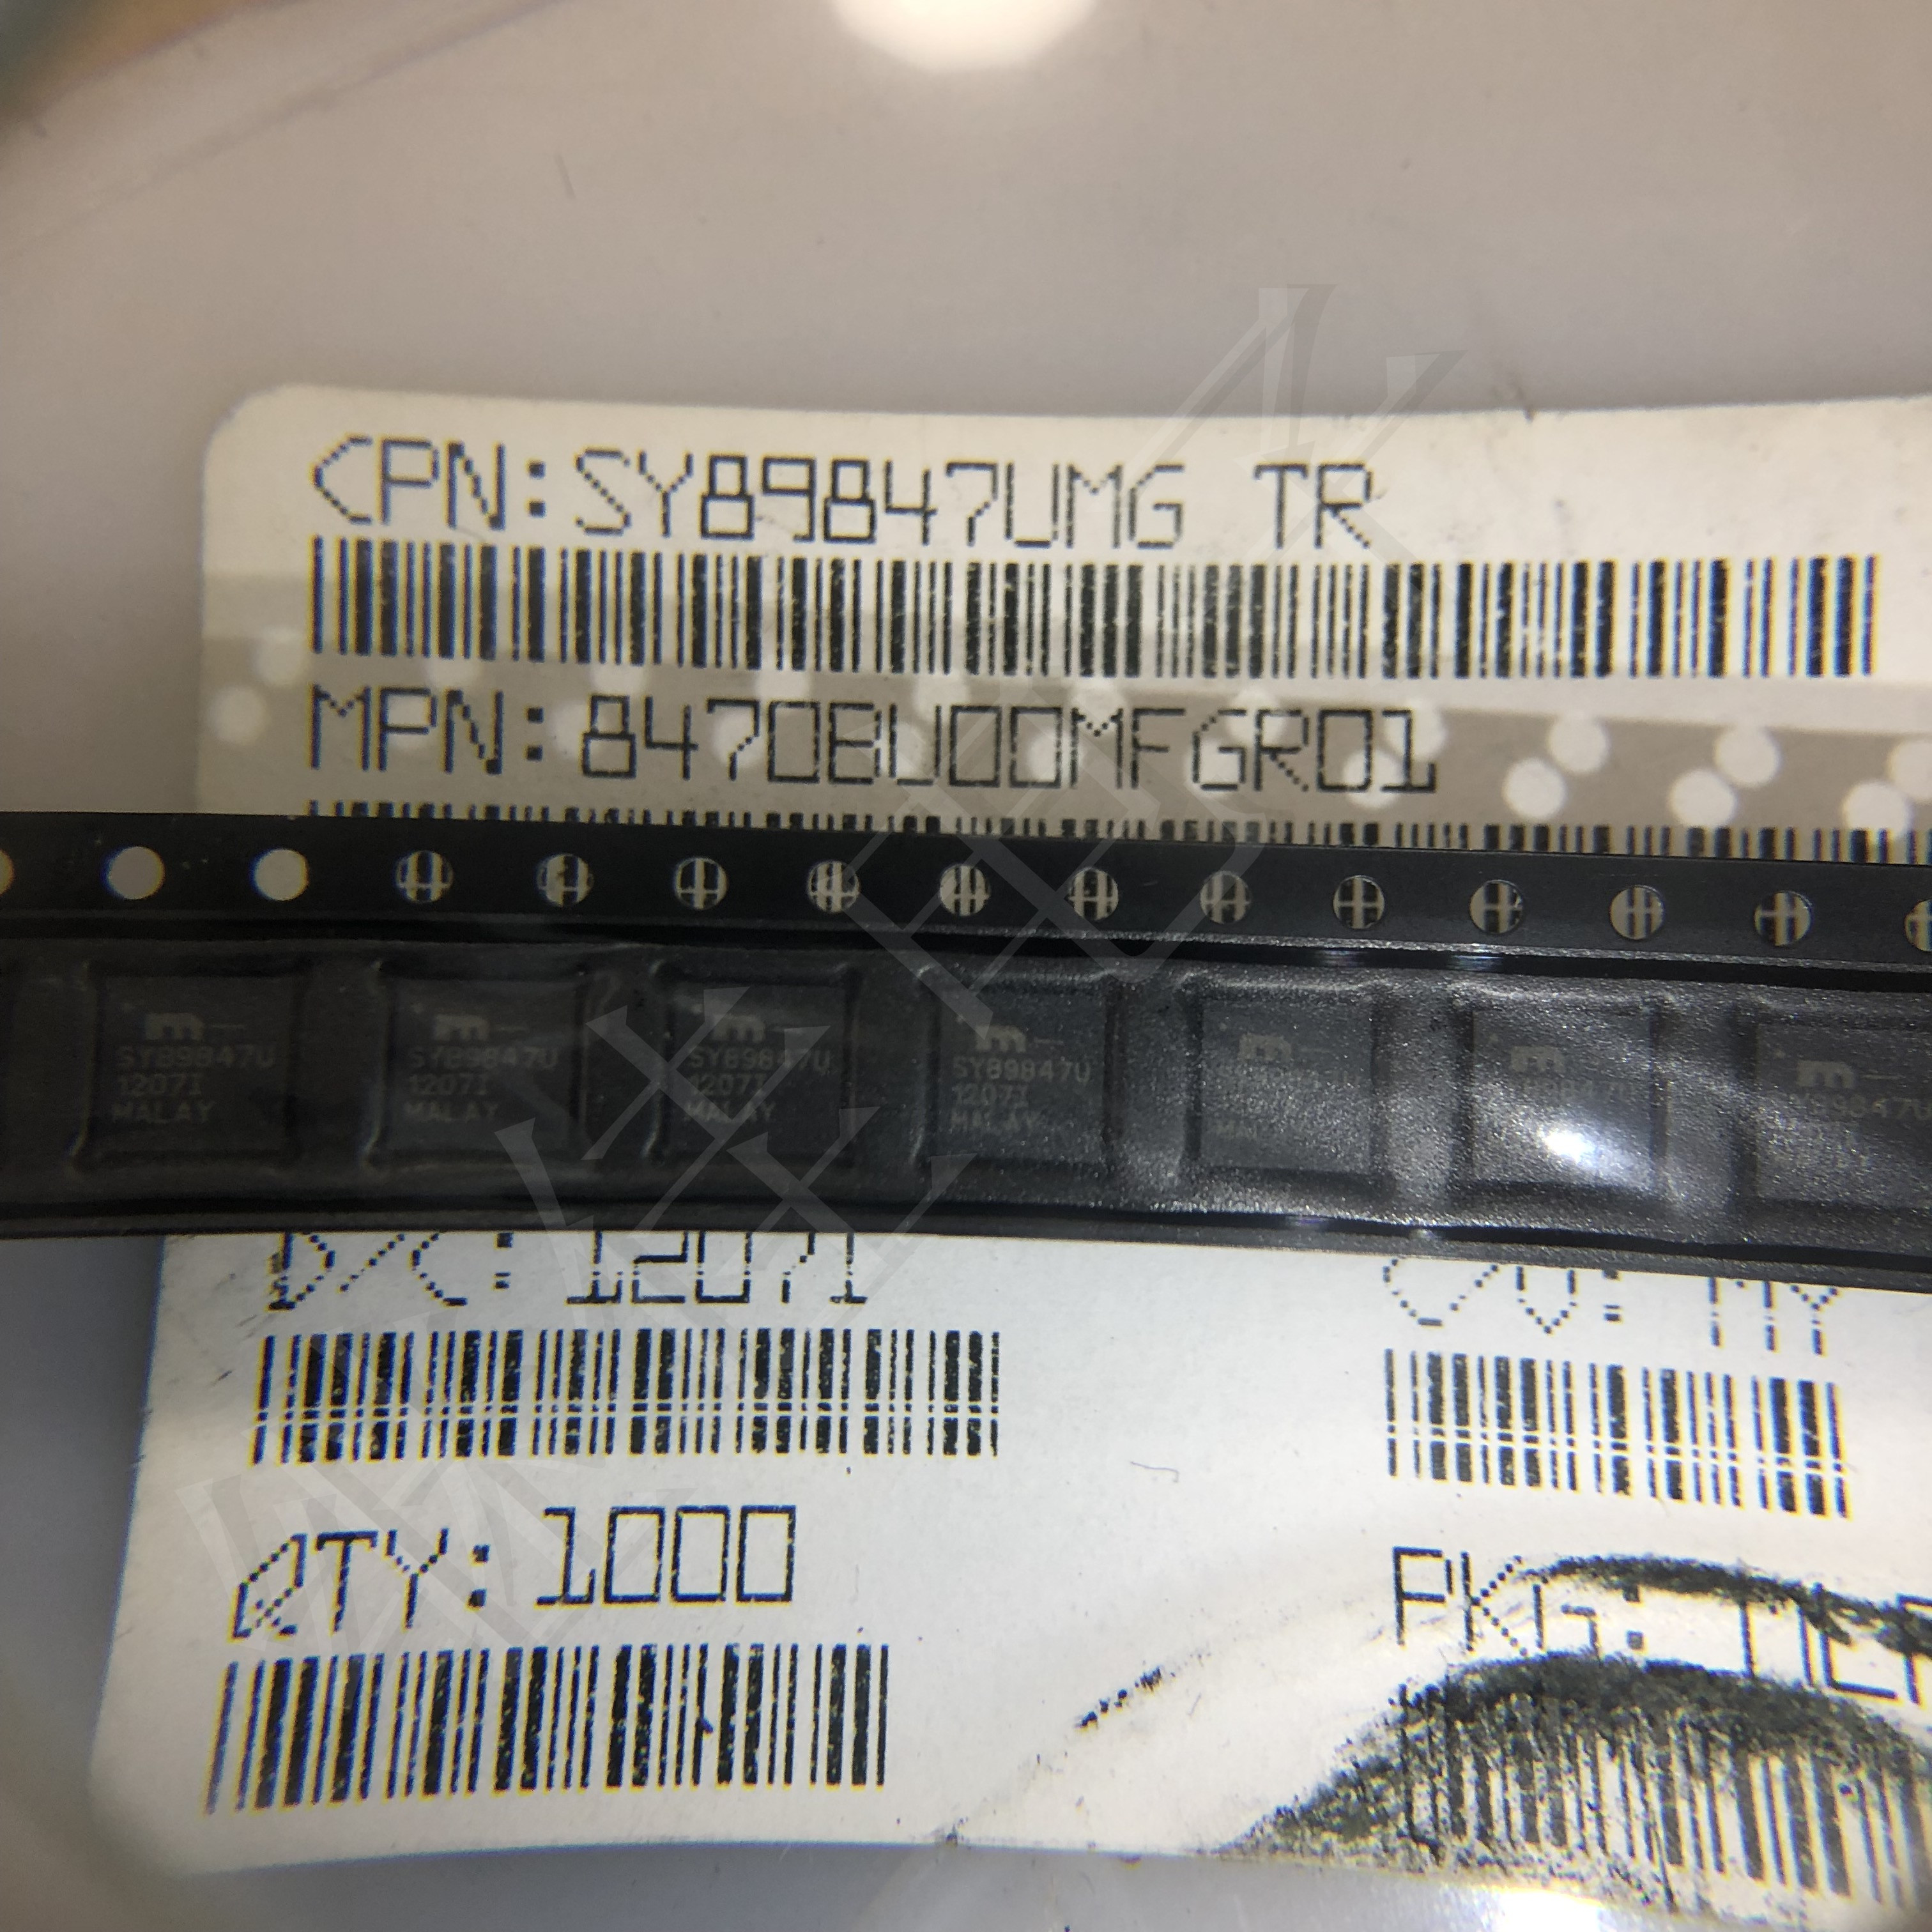 CPN:SY89847UMG TR
MPN:8470BU00MFGR01
m
SY89847U
1207I
MALAY
m
SY89847U
1207I
MALAY
m
SY89847U
1207I
MALAY
m
SY89847U
1207I
MALAY
m
m
m
D/C:1207I
C/O: MY
QTY:1000
PKG: